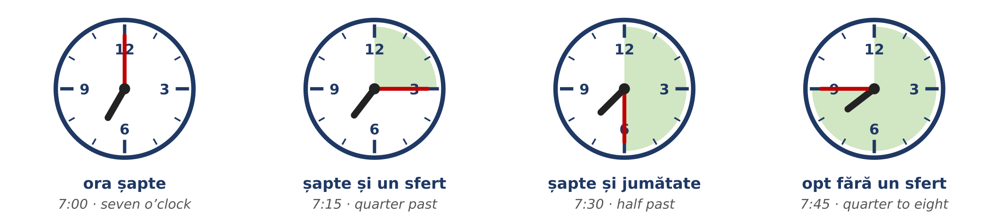 12
9
3
6
ora șapte
7:00 · seven o’clock
12
9
3
6
șapte și un sfert
7:15 · quarter past
12
9
3
6
șapte și jumătate
7:30 · half past
12
9
3
6
opt fără un sfert
7:45 · quarter to eight